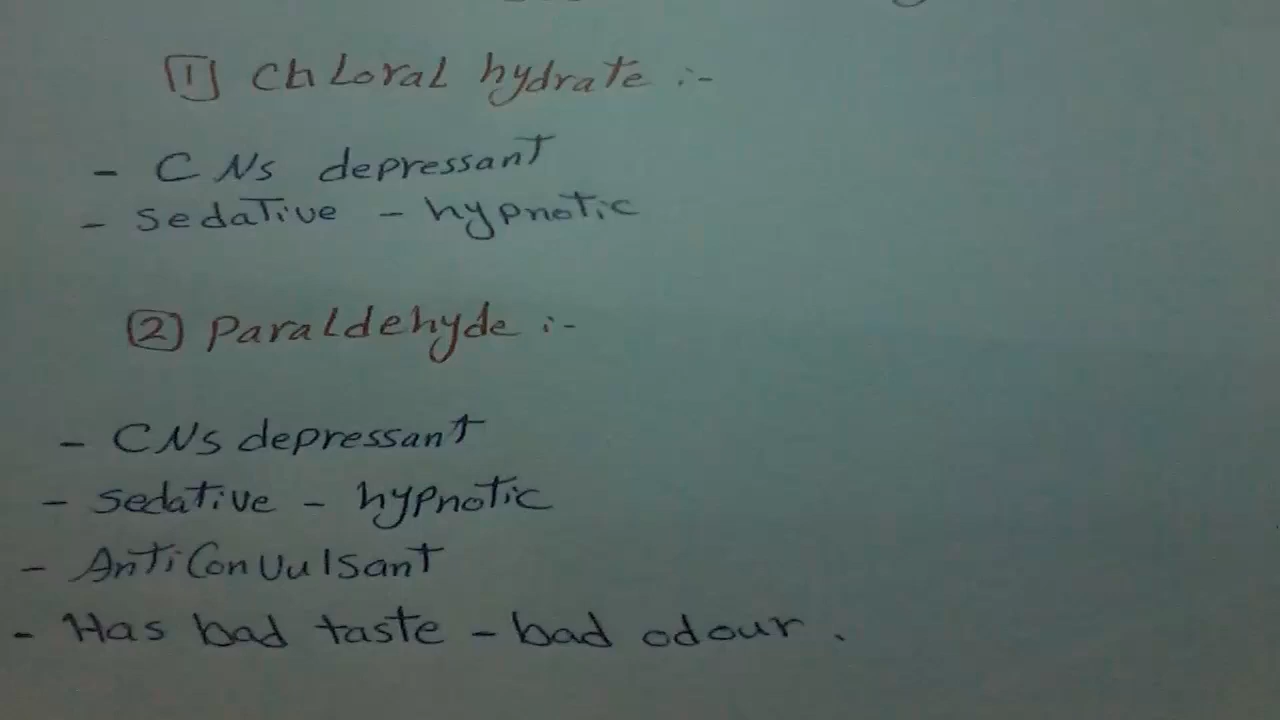 [1] Chloral hydrate :-
- CNs depressant
- Sedative - hypnotic
(2) Paraldehyde :-
- CNs depressant
- Sedative - hypnotic
- AntiConvulsant
- Has bad taste - bad odour .